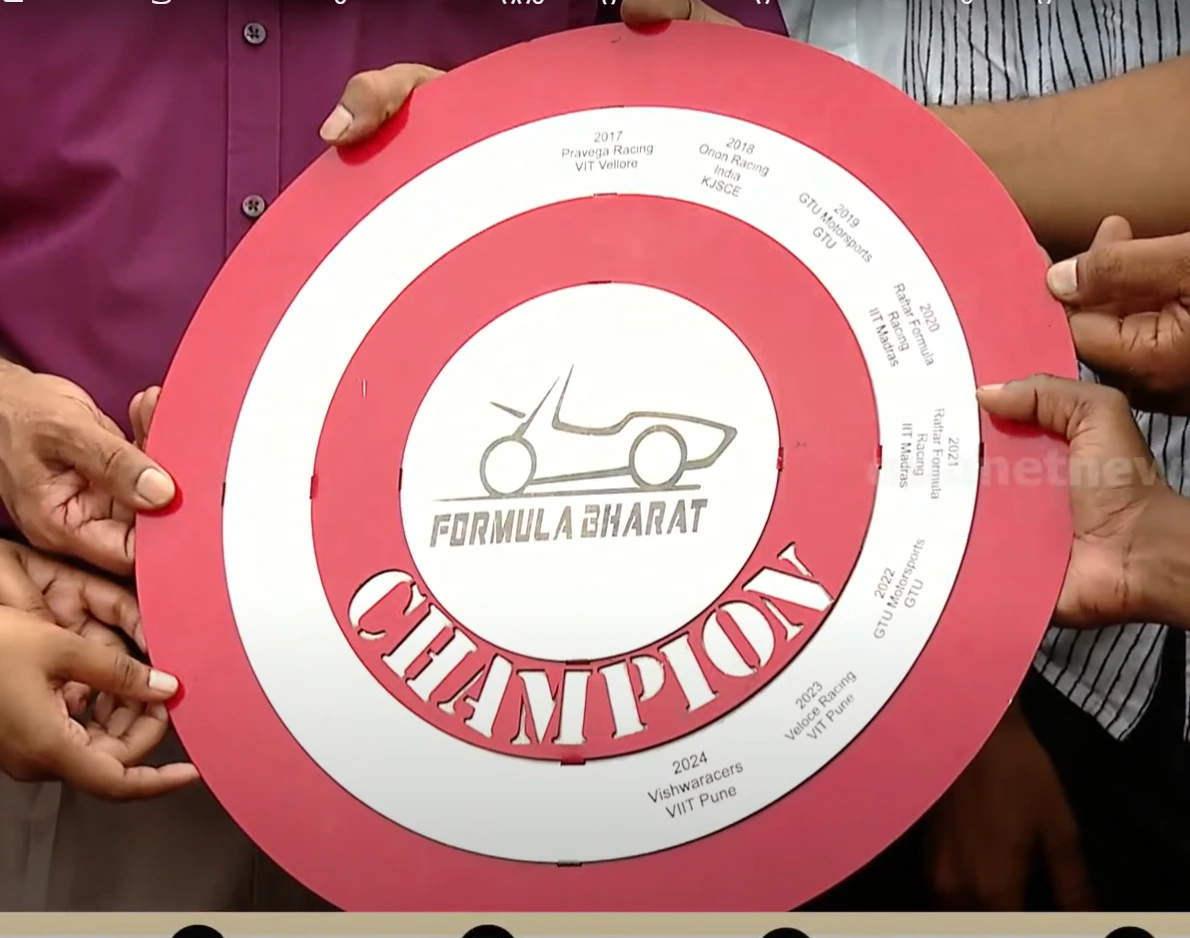 2017
Pravega Racing
VIT Vellore
2018
Orion Racing
India
KJSCE
2019
GTU Motorsports
GTU
2020
Raftar Formula
Racing
IIT Madras
2021
Raftar Formula
Racing
IIT Madras
2022
GTU Motorsports
GTU
2023
Veloce Racing
VIT Pune
2024
Vishwaracers
VIIT Pune
FORMULA BHARAT
CHAMPION